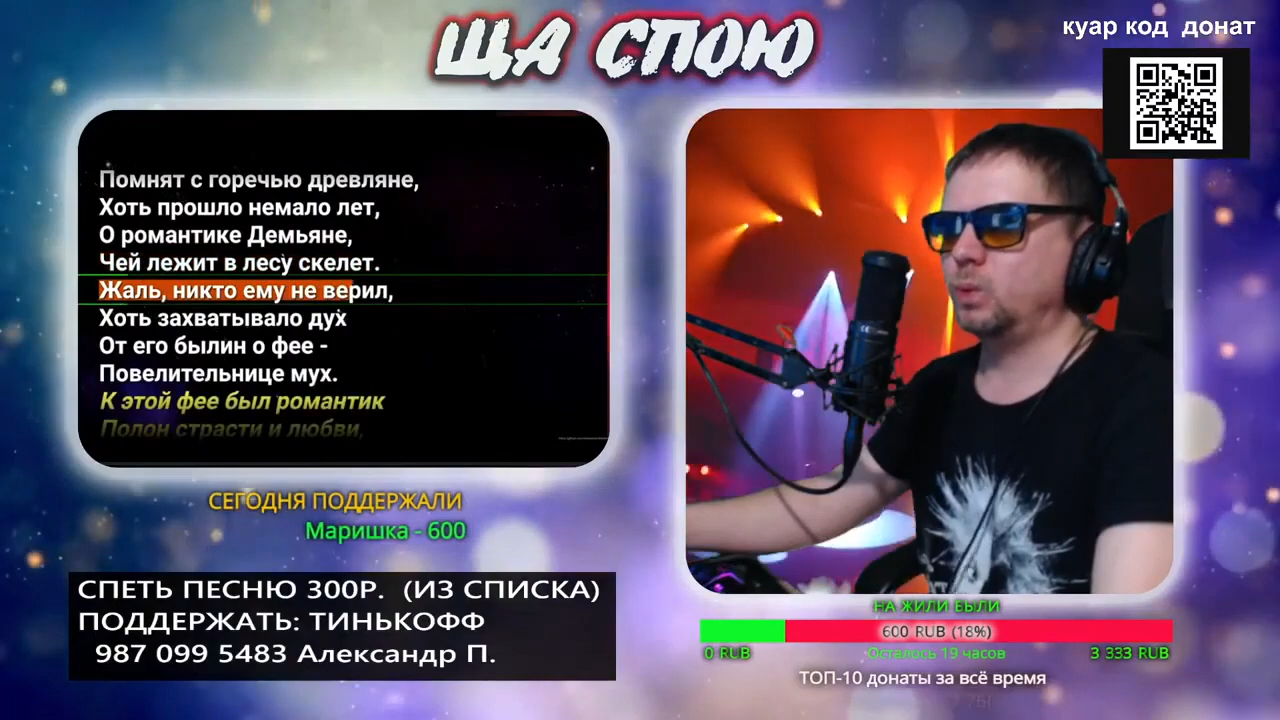 ЩА СПОЮ
куар код донат
Помнят с горечью древляне,
Хоть прошло немало лет,
О романтике Демьяне,
Чей лежит в лесу скелет.
Жаль, никто ему не верил,
Хоть захватывало дух
От его былин о фее -
Повелительнице мух.
К этой фее был романтик
Полон страсти и любви,
СЕГОДНЯ ПОДДЕРЖАЛИ
Маришка - 600
СПЕТЬ ПЕСНЮ 300Р. (ИЗ СПИСКА)
ПОДДЕРЖАТЬ: ТИНЬКОФФ
987 099 5483 Александр П.
НА ЖИЛИ БЫЛИ
600 RUB (18%)
0 RUB
Осталось 19 часов
3 333 RUB
ТОП-10 донаты за всё время